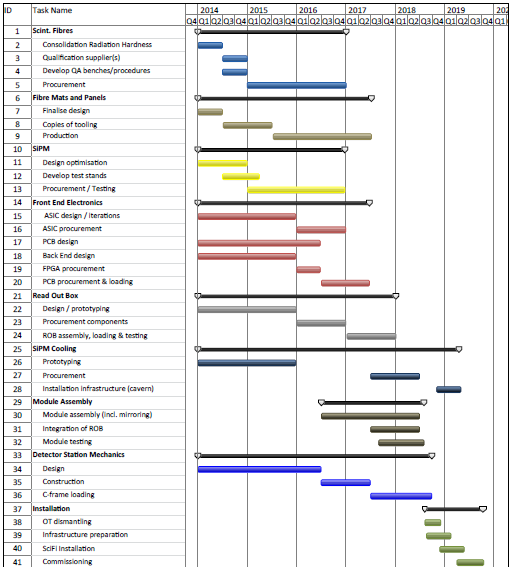 ID Task Name 2014 2015 2016 2017 2018 2019 202
Q4 Q1 Q2 Q3 Q4 Q1 Q2 Q3 Q4 Q1 Q2 Q3 Q4 Q1 Q2 Q3 Q4 Q1 Q2 Q3 Q4 Q1 Q2 Q3 Q4 Q1
1 Scint. Fibres
2 Consolidation Radiation Hardness
3 Qualification supplier(s)
4 Develop QA benches/procedures
5 Procurement
6 Fibre Mats and Panels
7 Finalise design
8 Copies of tooling
9 Production
10 SiPM
11 Design optimisation
12 Develop test stands
13 Procurement / Testing
14 Front End Electronics
15 ASIC design / Iterations
16 ASIC procurement
17 PCB design
18 Back End design
19 FPGA procurement
20 PCB procurement & loading
21 Read Out Box
22 Design / prototyping
23 Procurement components
24 ROB assembly, loading & testing
25 SiPM Cooling
26 Prototyping
27 Procurement
28 Installation infrastructure (cavern)
29 Module Assembly
30 Module assembly (incl. mirroring)
31 Integration of ROB
32 Module testing
33 Detector Station Mechanics
34 Design
35 Construction
36 C-frame loading
37 Installation
38 OT dismantling
39 Infrastructure preparation
40 SciFi Installation
41 Commissioning